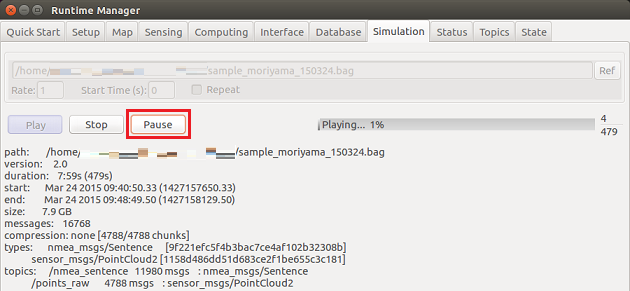 Runtime Manager
Quick Start Setup Map Sensing Computing Interface Database Simulation Status Topics State
/home/ /sample_moriyama_150324.bag Ref
Rate: 1 Start Time (s): 0 Repeat
Play Stop Pause Playing... 1% 4
479
path: /home/ /sample_moriyama_150324.bag
version: 2.0
duration: 7:59s (479s)
start: Mar 24 2015 09:40:50.33 (1427157650.33)
end: Mar 24 2015 09:48:49.50 (1427158129.50)
size: 7.9 GB
messages: 16768
compression: none [4788/4788 chunks]
types: nmea_msgs/Sentence [9f221efc5f4b3bac7ce4af102b32308b]
sensor_msgs/PointCloud2 [1158d486dd51d683ce2f1be655c3c181]
topics: /nmea_sentence 11980 msgs : nmea_msgs/Sentence
/points_raw 4788 msgs : sensor_msgs/PointCloud2